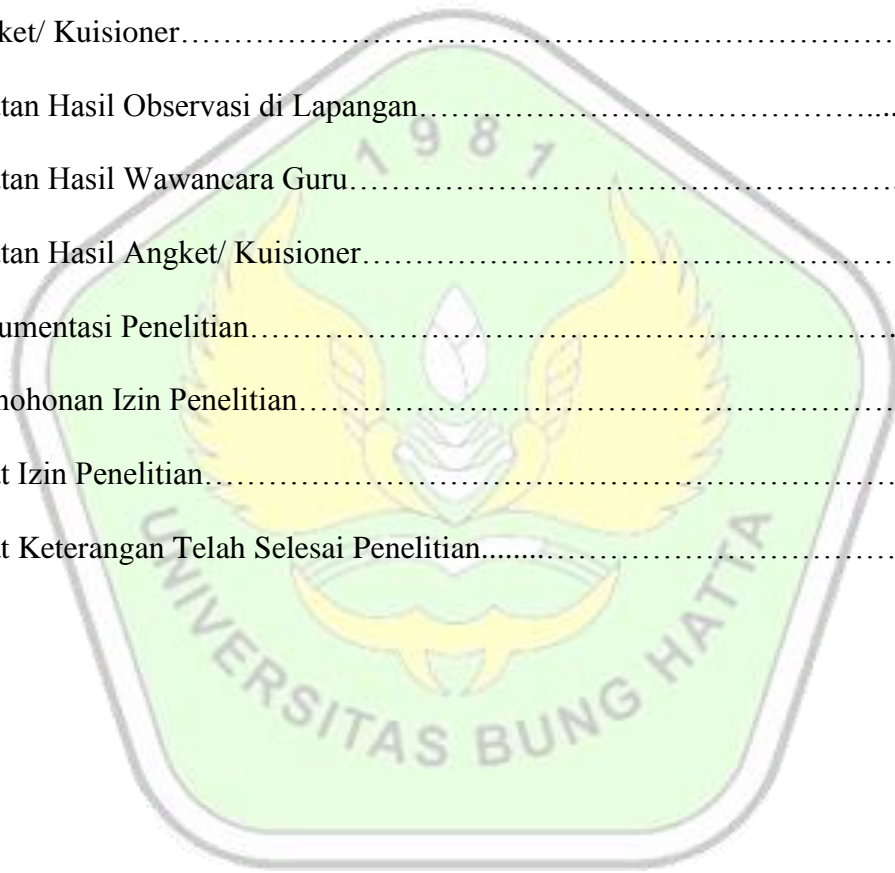 ket/ Kuisioner……………………………………………………………………
tan Hasil Observasi di Lapangan…………………………………………....
1981
tan Hasil Wawancara Guru……………………………………………………
tan Hasil Angket/ Kuisioner……………………………………………………
umentasi Penelitian………………………………………………………………
nohonan Izin Penelitian…………………………………………………………
t Izin Penelitian……………………………………………………………………
t Keterangan Telah Selesai Penelitian........……………………………………
UNIVERSITAS BUNG HATTA